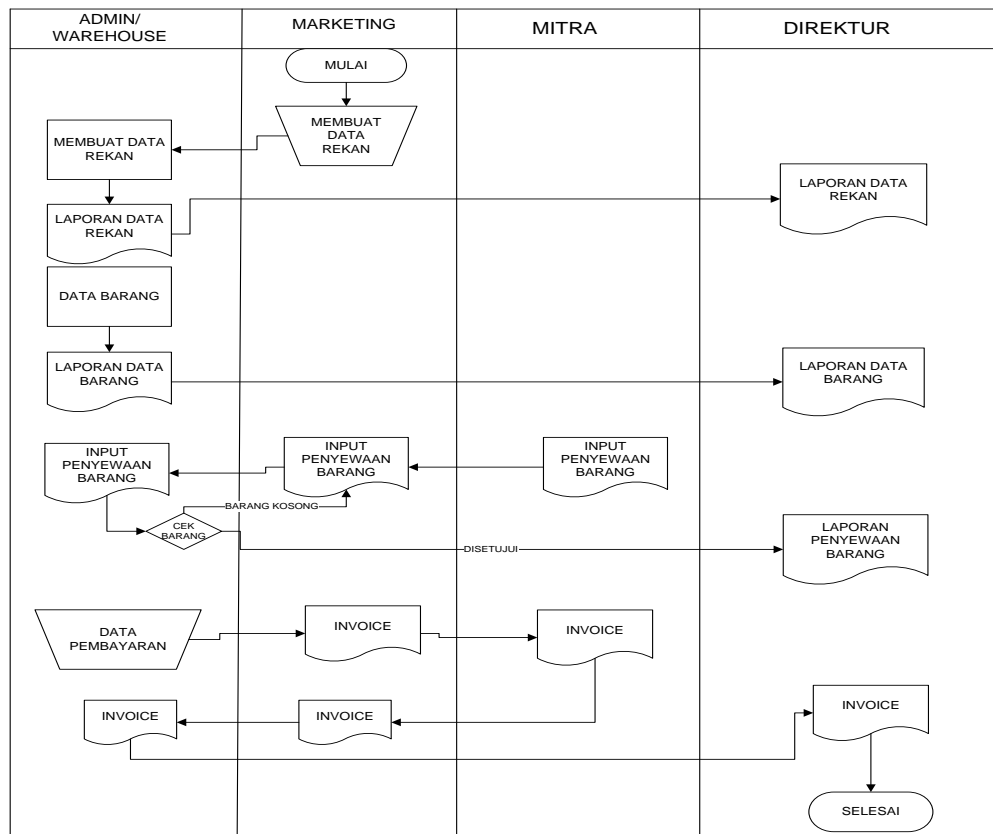 ADMIN/
WAREHOUSE
MARKETING
MITRA
DIREKTUR
MULAI
MEMBUAT
DATA
REKAN
MEMBUAT DATA
REKAN
LAPORAN DATA
REKAN
LAPORAN DATA
REKAN
DATA BARANG
LAPORAN DATA
BARANG
LAPORAN DATA
BARANG
INPUT
PENYEWAAN
BARANG
INPUT
PENYEWAAN
BARANG
INPUT
PENYEWAAN
BARANG
BARANG KOSONG
CEK
BARANG
DISETUJUI
LAPORAN
PENYEWAAN
BARANG
DATA
PEMBAYARAN
INVOICE
INVOICE
INVOICE
INVOICE
INVOICE
SELESAI